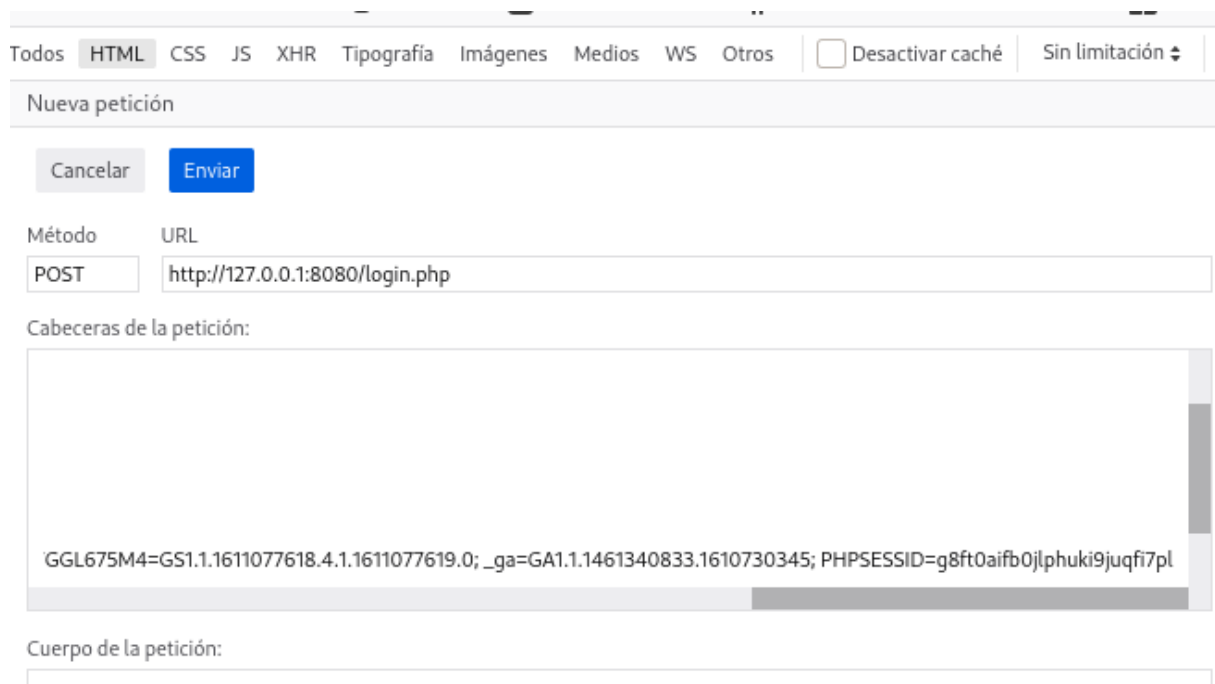 Todos HTML CSS JS XHR Tipografía Imágenes Medios WS Otros Desactivar caché Sin limitación
Nueva petición
Cancelar Enviar
Método URL
POST http://127.0.0.1:8080/login.php
Cabeceras de la petición:
GGL675M4=GS1.1.1611077618.4.1.1611077619.0; _ga=GA1.1.1461340833.1610730345; PHPSESSID=g8ft0aifb0jlphuki9juqfi7pl
Cuerpo de la petición: